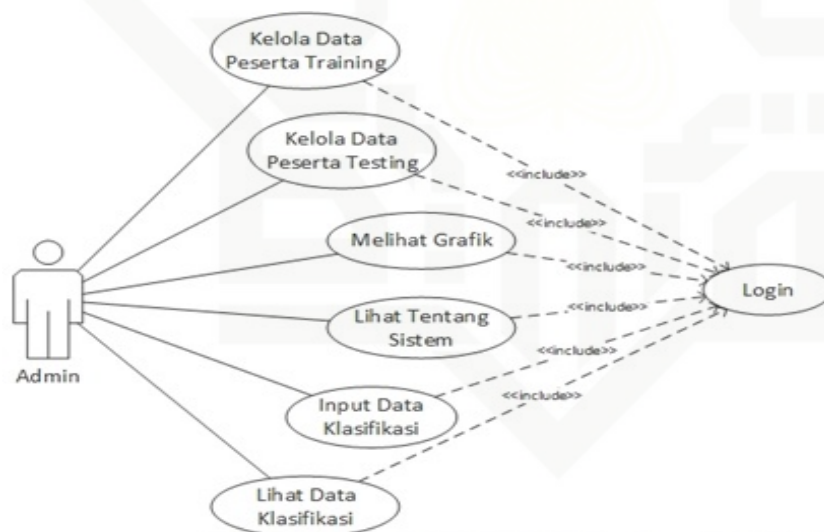 Kelola Data
Peserta Training
Kelola Data
Peserta Testing
<<include>>
<<include>>
Melihat Grafik
<<include>>
Login
Lihat Tentang
Sistem
<<include>>
<<include>>
Admin
Input Data
Klasifikasi
<<include>>
Lihat Data
Klasifikasi